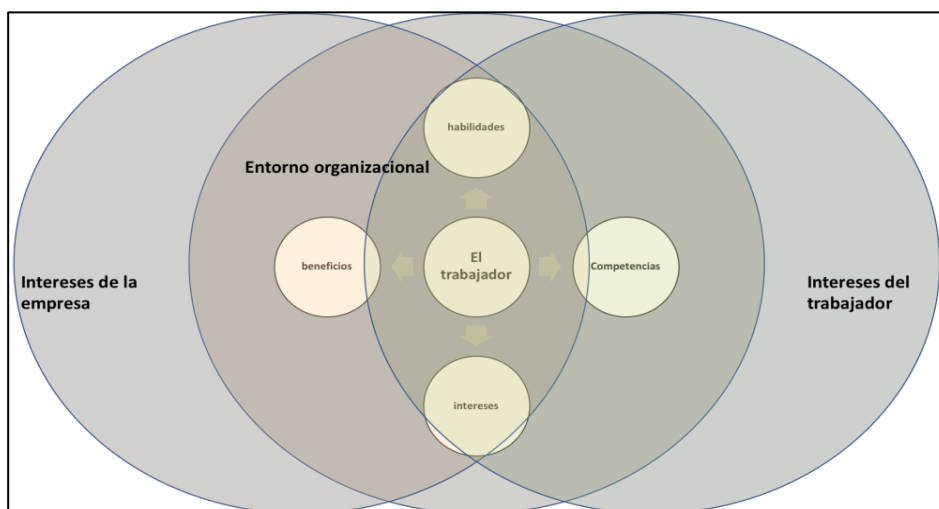 habilidades
Entorno organizacional
beneficios
El
trabajador
Competencias
Intereses de la
empresa
Intereses del
trabajador
intereses